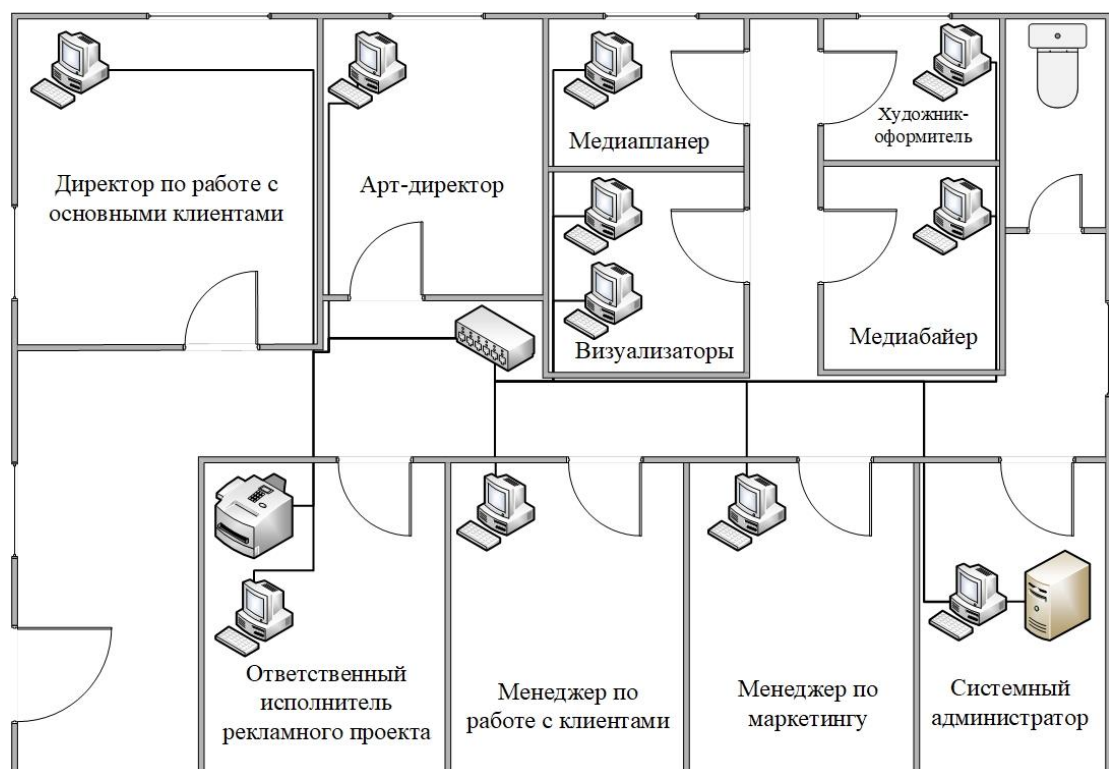 Директор по работе с
основными клиентами
Арт-директор
Медиапланер
Художник-
оформитель
Визуализаторы
Медиабайер
Ответственный
исполнитель
рекламного проекта
Менеджер по
работе с клиентами
Менеджер по
маркетингу
Системный
администратор